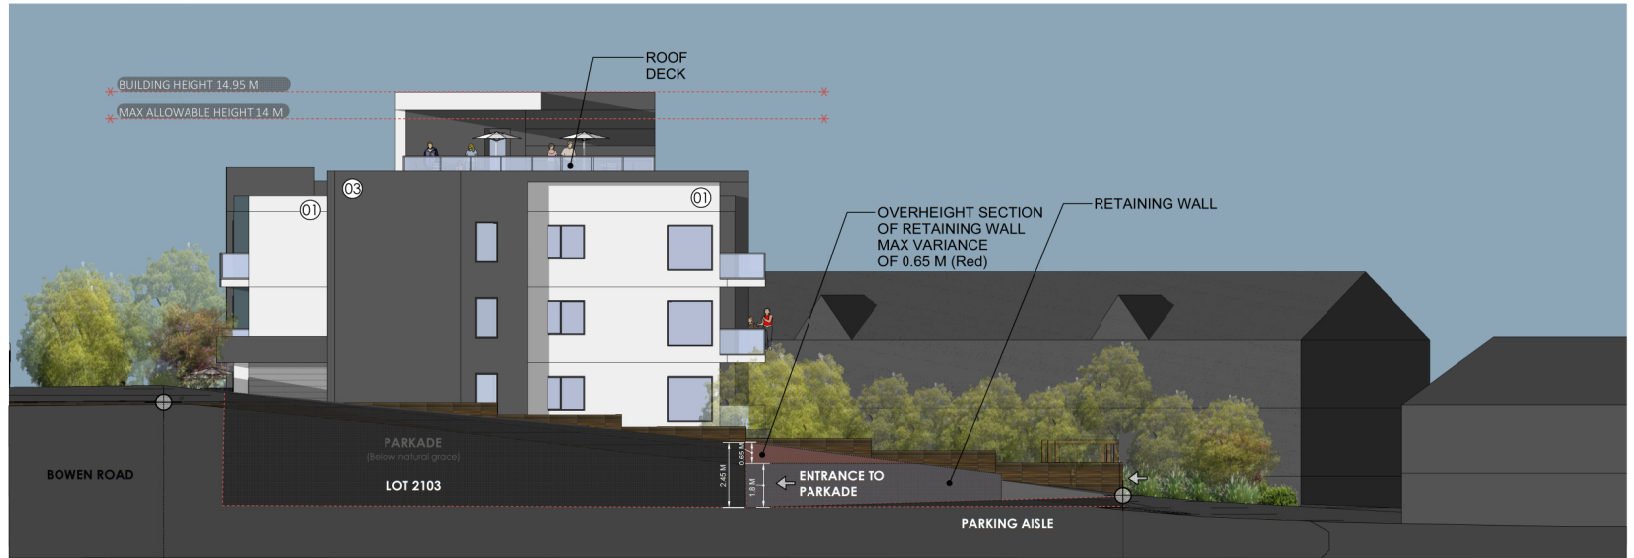 ROOF
DECK
BUILDING HEIGHT 14.95 M
MAX ALLOWABLE HEIGHT 14 M
03
01
01
OVERHEIGHT SECTION
OF RETAINING WALL
MAX VARIANCE
OF 0.65 M (Red)
RETAINING WALL
PARKADE
(Below natural grace)
LOT 2103
BOWEN ROAD
0.65 M
2.45 M
1.8 M
ENTRANCE TO
PARKADE
PARKING AISLE